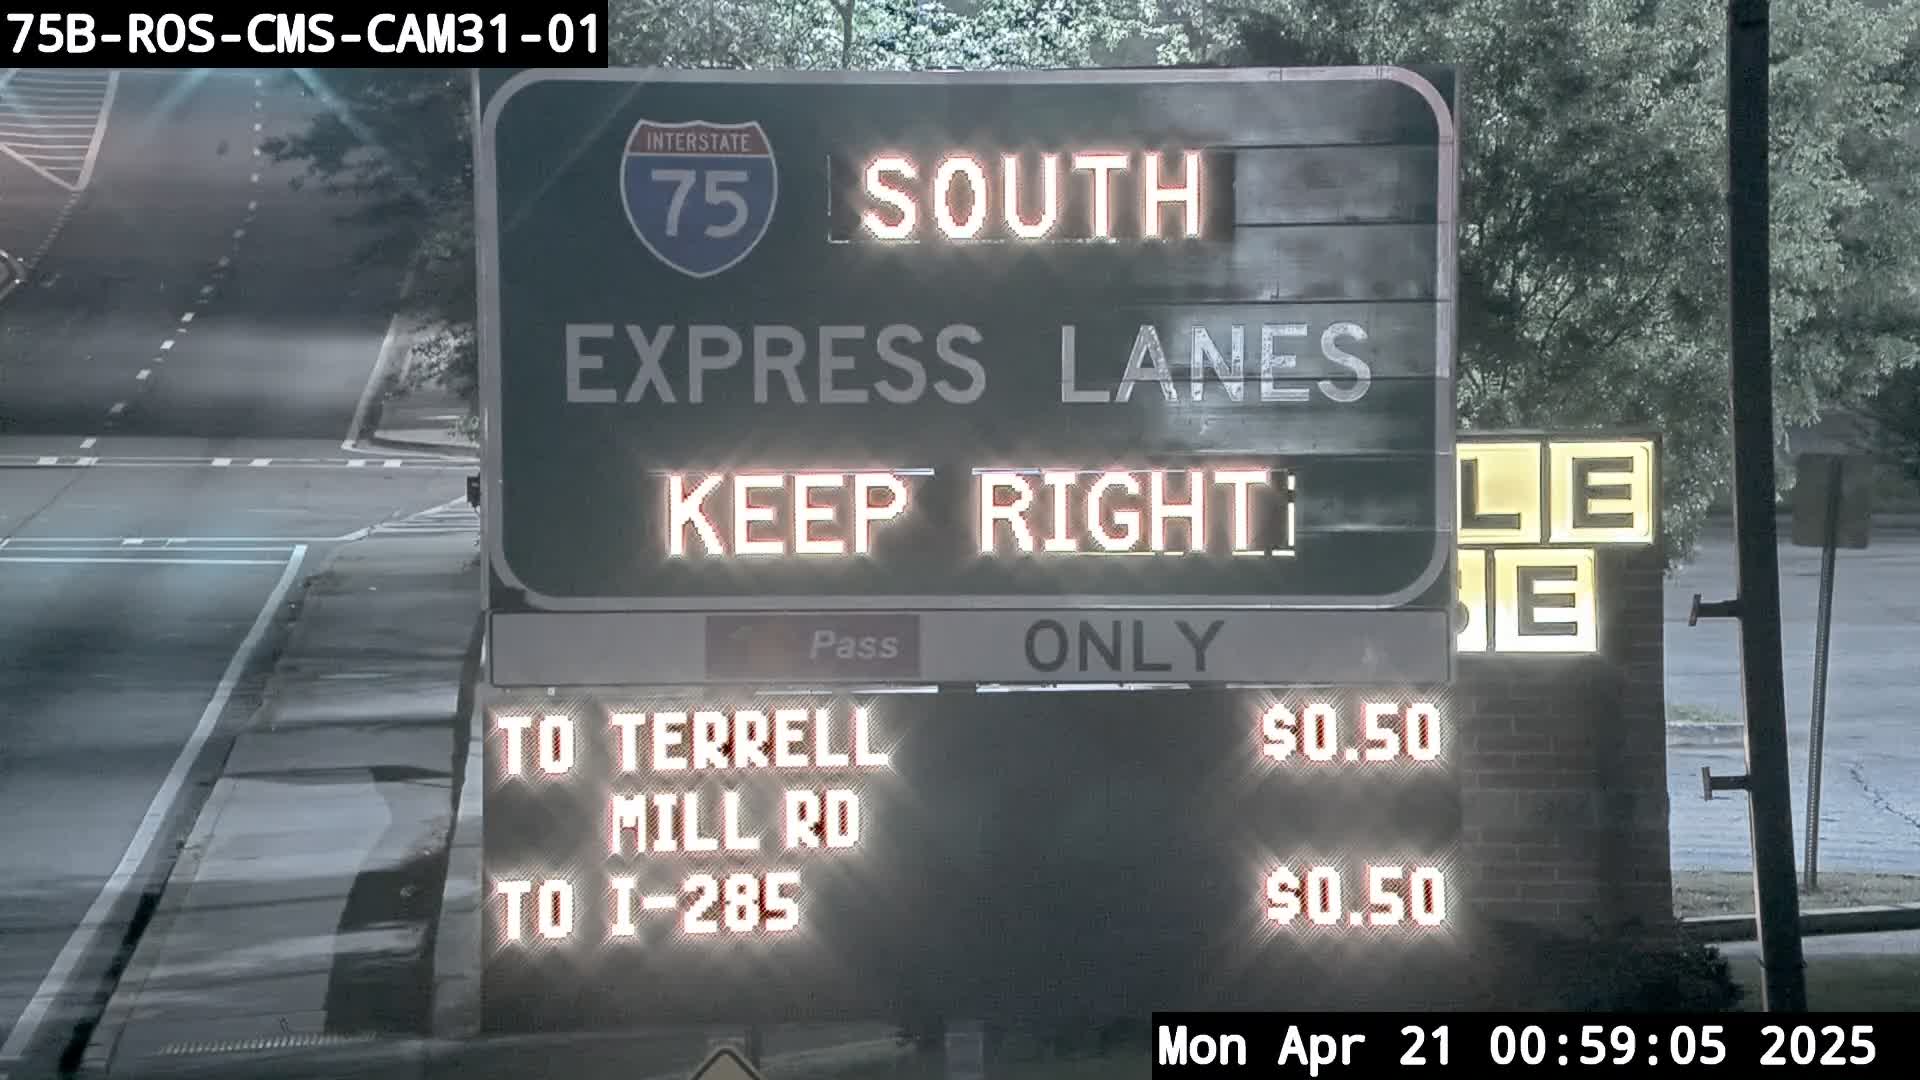 75B-ROS-CMS-CAM31-01
INTERSTATE
75
SOUTH
EXPRESS LANES
KEEP RIGHT
LE
E
Pass ONLY
TO TERRELL $0.50
MILL RD
TO I-285 $0.50
Mon Apr 21 00:59:05 2025